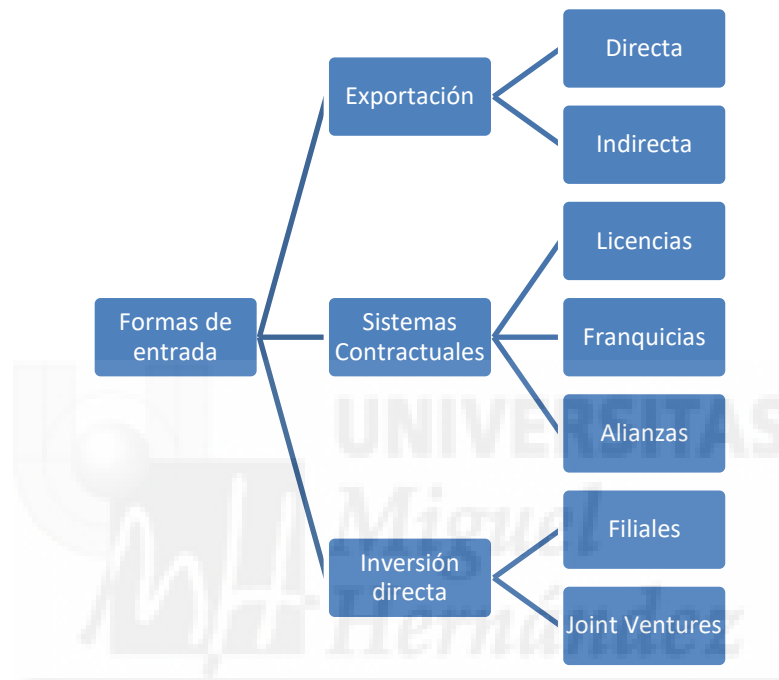 Directa
Exportación
Indirecta
Licencias
Formas de
entrada
Sistemas
Contractuales
Franquicias
Alianzas
Filiales
Inversión
directa
Joint Ventures
UNIVERSITAS
Miguel
Hernández